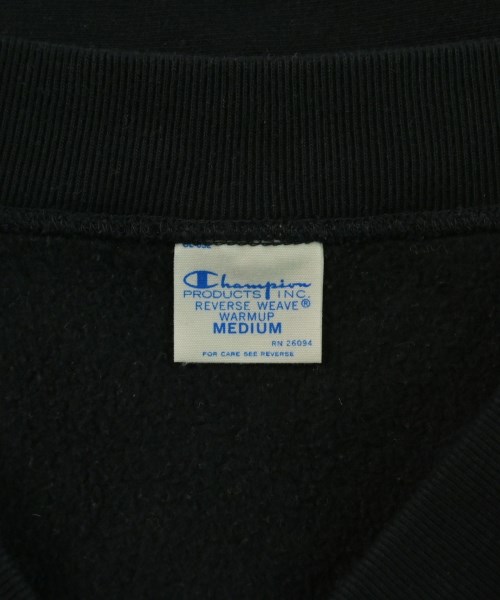 Champion
PRODUCTS INC.
REVERSE WEAVE®
WARMUP
MEDIUM
RN 26094
FOR CARE SEE REVERSE